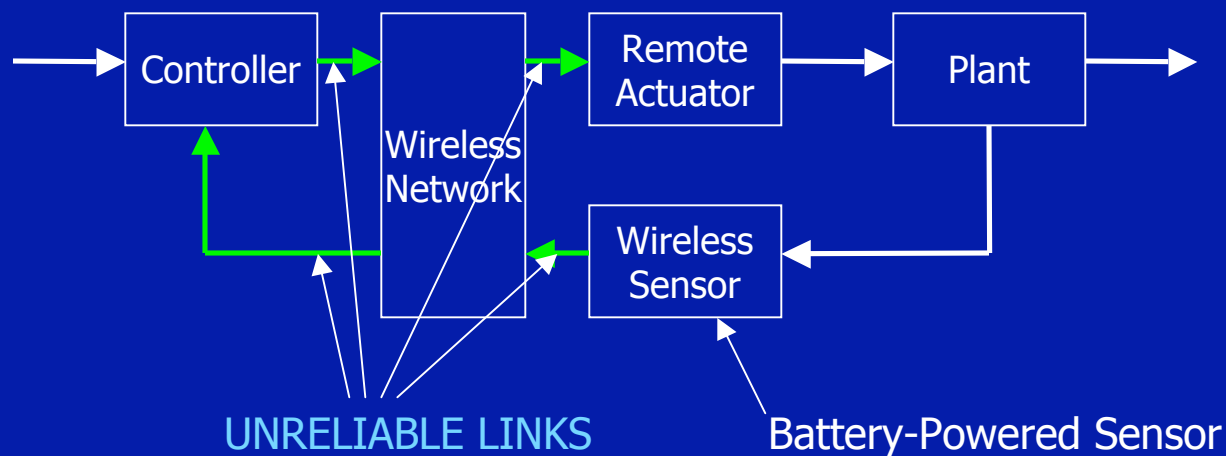 Controller
Wireless
Network
Remote
Actuator
Plant
Wireless
Sensor
UNRELIABLE LINKS
Battery-Powered Sensor